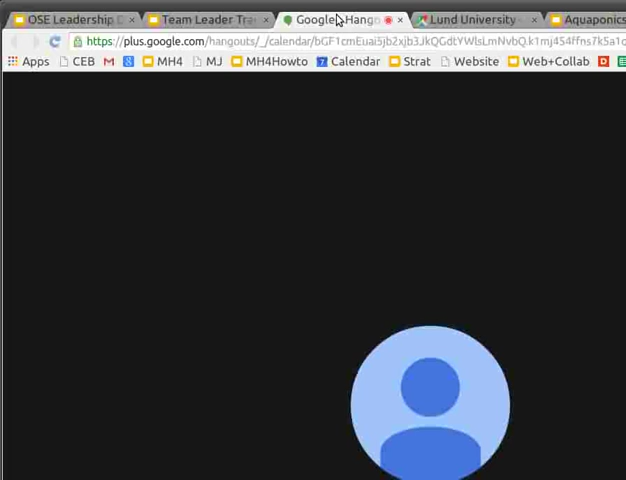 OSE Leadership Team Leader Tra Google Hang Lund University Aquaponics
https://plus.google.com/hangouts/_/calendar/
Apps CEB MH4 MJ MH4Howto 7 Calendar Strat Website Web+Collab D